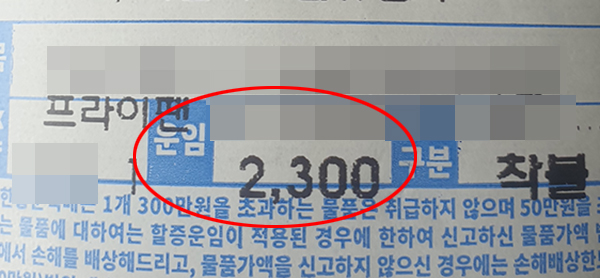 프라이팬
운임
1 2,300 구분 착불
1개 300만원을 초과하는 물품은 취급하지 않으며 50만원을
는 물품에 대하여는 할증운임이 적용된 경우에 한하여 신고하신 물품가액
에서 손해를 배상해드리고, 물품가액을 신고하지 않으신 경우에는 손해배상한